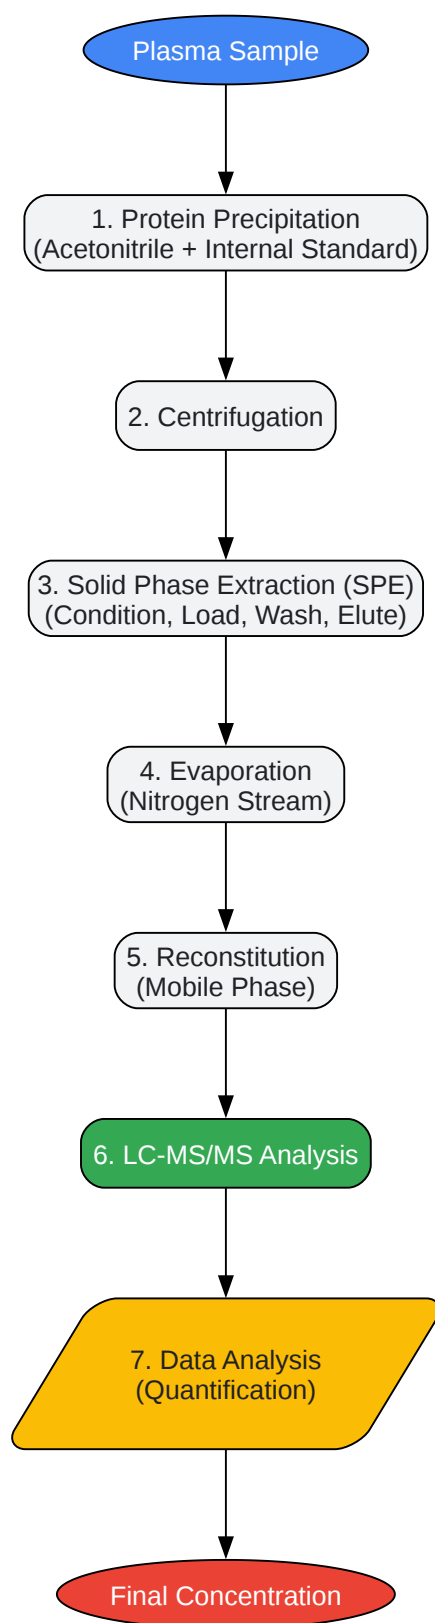 Plasma Sample
1. Protein Precipitation
(Acetonitrile + Internal Standard)
2. Centrifugation
3. Solid Phase Extraction (SPE)
(Condition, Load, Wash, Elute)
4. Evaporation
(Nitrogen Stream)
5. Reconstitution
(Mobile Phase)
6. LC-MS/MS Analysis
7. Data Analysis
(Quantification)
Final Concentration